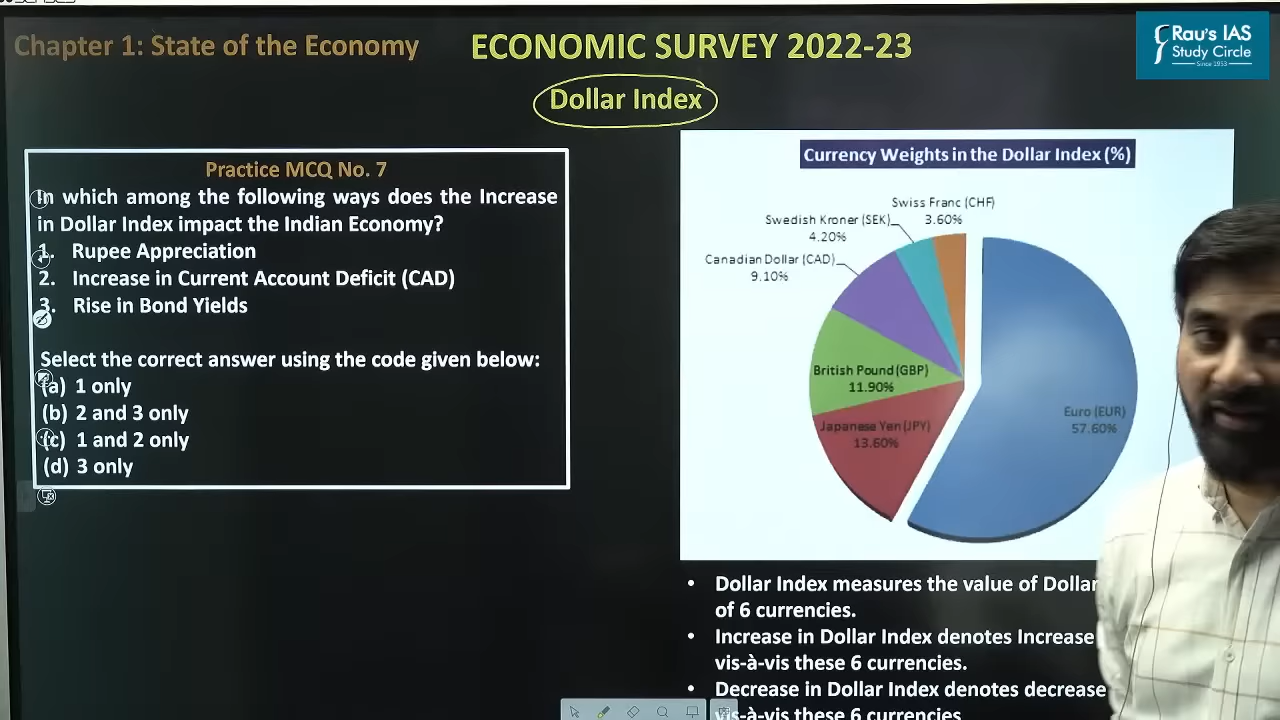 Chapter 1: State of the Economy
ECONOMIC SURVEY 2022-23
Rau's IAS
Study Circle
Since 1953
Dollar Index
Practice MCQ No. 7
In which among the following ways does the Increase
in Dollar Index impact the Indian Economy?
1. Rupee Appreciation
2. Increase in Current Account Deficit (CAD)
3. Rise in Bond Yields
Select the correct answer using the code given below:
(a) 1 only
(b) 2 and 3 only
(c) 1 and 2 only
(d) 3 only
Currency Weights in the Dollar Index (%)
Swiss Franc (CHF)
3.60%
Swedish Kroner (SEK)
4.20%
Canadian Dollar (CAD)
9.10%
British Pound (GBP)
11.90%
Japanese Yen (JPY)
13.60%
Euro (EUR)
57.60%
• Dollar Index measures the value of Dollar
of 6 currencies.
• Increase in Dollar Index denotes Increase
vis-à-vis these 6 currencies.
• Decrease in Dollar Index denotes decrease
vis-à-vis these 6 currencies